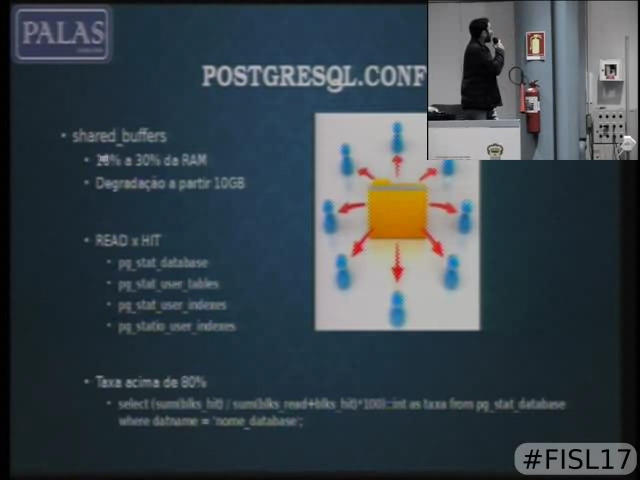 PALAS
POSTGRESQL.CONF
shared_buffers
a 30% da RAM
Degradação a partir 10GB
READ x HIT
pg_stat_database
pg_stat_user_tables
pg_stat_user_indexes
pg_statio_user_indexes
Taxa acima de 80%
select (sum(blks_hit) / sum(blks_read+blks_hit)*100)::int as taxa from pg_stat_database
where datname = 'nome_database';
#FISL17